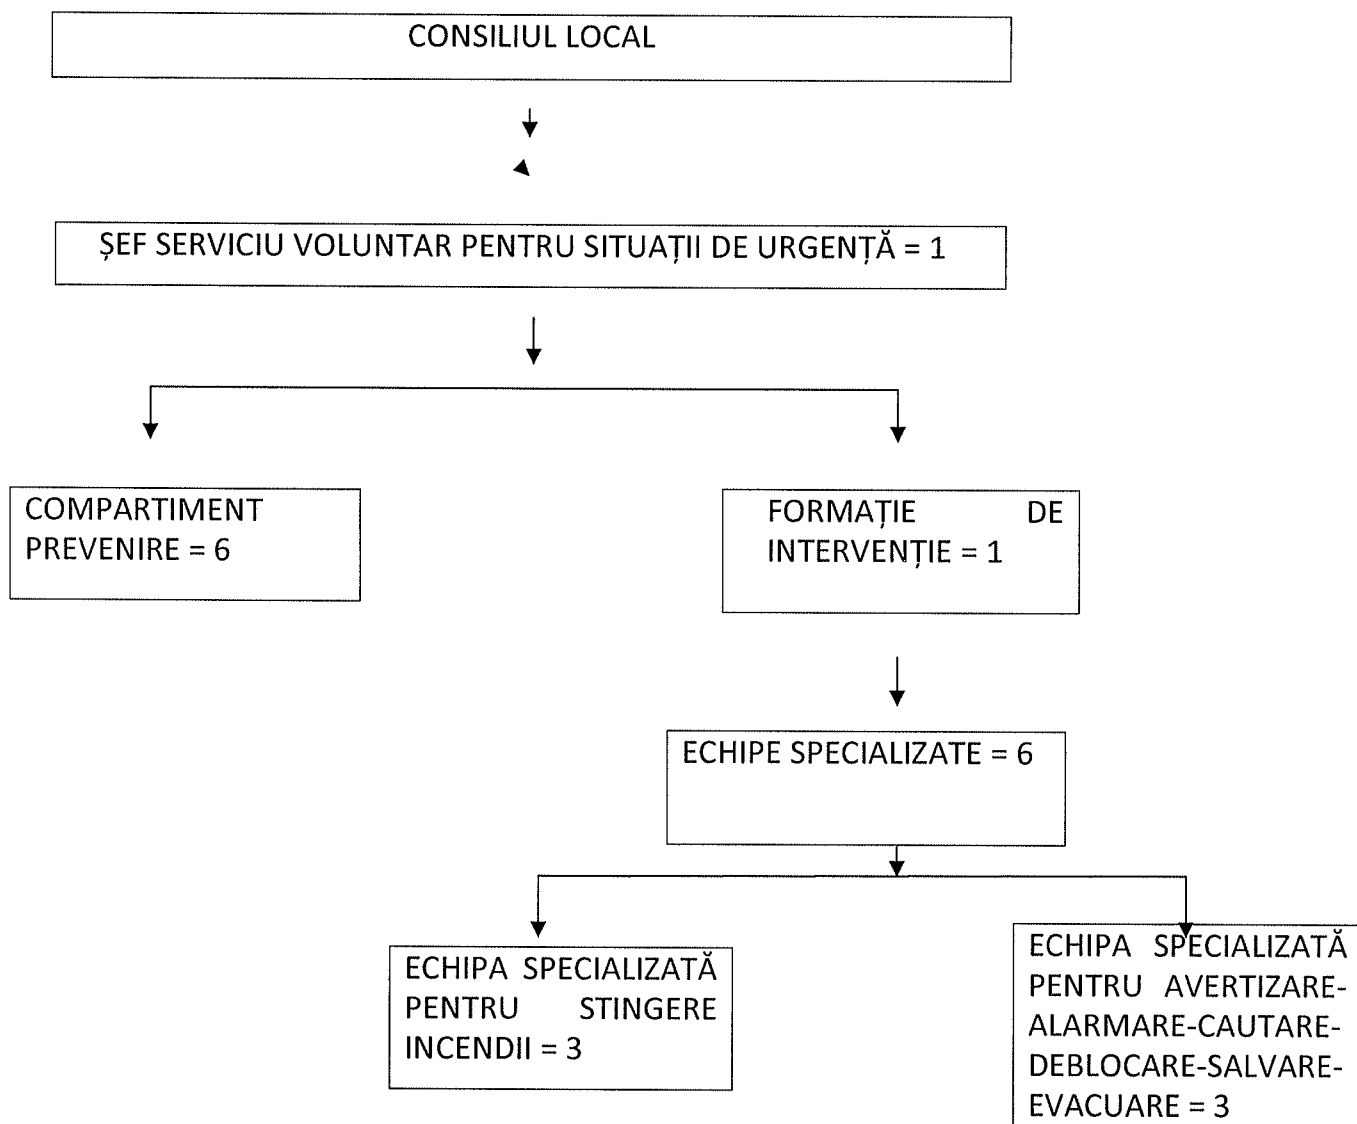 CONSILIUL LOCAL
ȘEF SERVICIU VOLUNTAR PENTRU SITUAȚII DE URGENȚĂ = 1
COMPARTIMENT
PREVENIRE = 6
FORMAȚIE DE
INTERVENȚIE = 1
ECHIPE SPECIALIZATE = 6
ECHIPA SPECIALIZATĂ
PENTRU STINGERE
INCENDII = 3
ECHIPA SPECIALIZATĂ
PENTRU AVERTIZARE-
ALARMARE-CAUTARE-
DEBLOCARE-SALVARE-
EVACUARE = 3